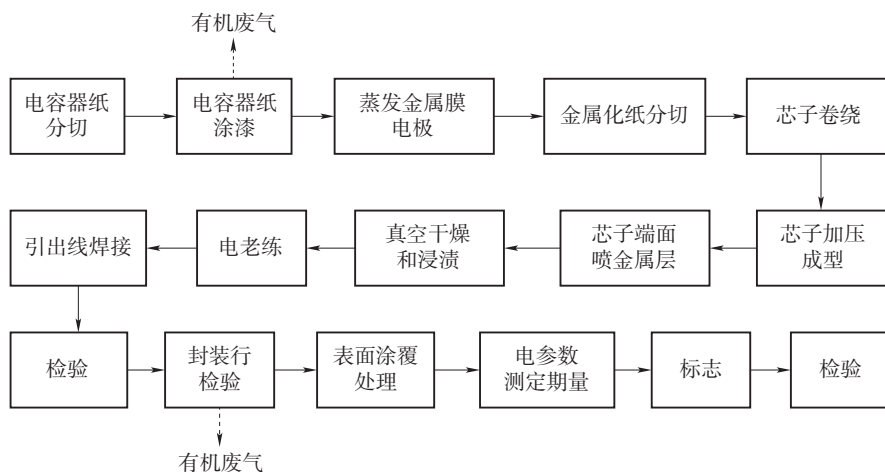 有机废气
电容器纸
分切
电容器纸
涂漆
蒸发金属膜
电极
金属化纸分切
芯子卷绕
引出线焊接
电老练
真空干燥
和浸渍
芯子端面
喷金属层
芯子加压
成型
检验
封装行
检验
表面涂覆
处理
电参数
测定期量
标志
检验
有机废气